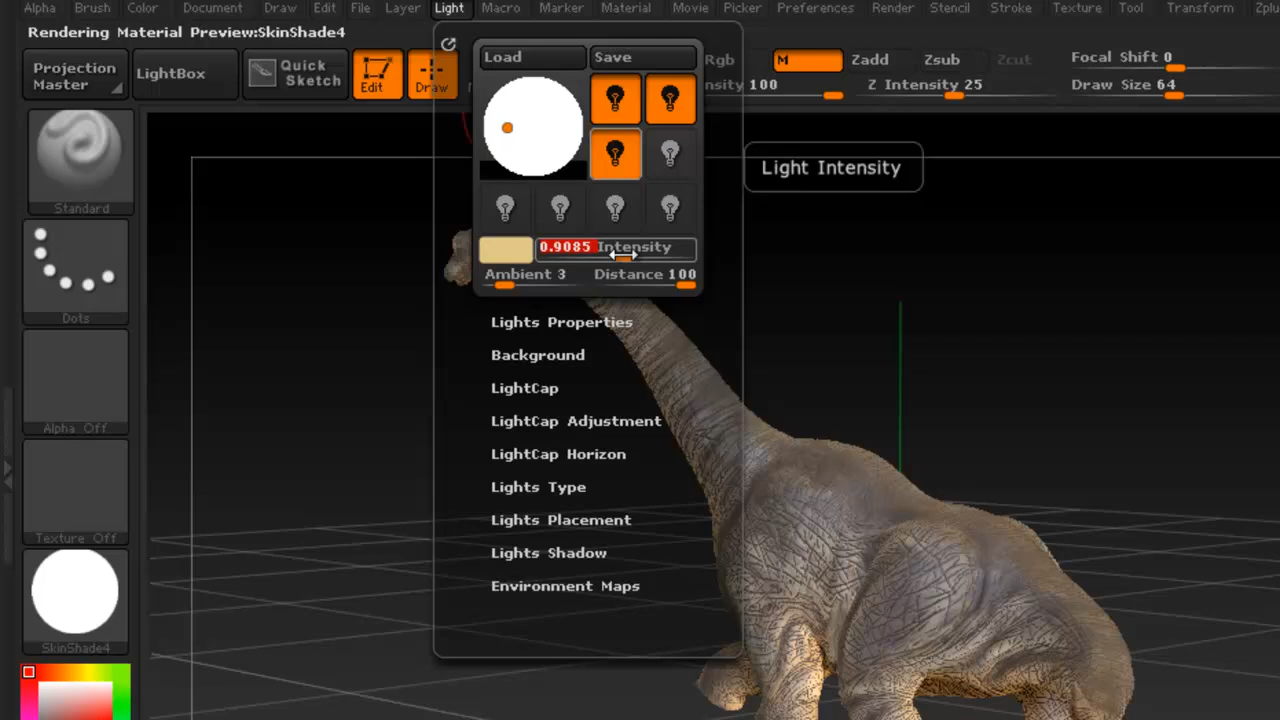 Alpha Brush Color Document Draw Edit File Layer Light Macro Marker Material Movie Picker Preferences Render Stencil Stroke Texture Tool Transform Zplu
Rendering Material Preview:SkinShade4
Projection Master
LightBox
Quick Sketch
Edit
Draw
Load
Save
Rgb
M
Zadd
Zsub
Zcut
Focal Shift 0
nsity 100
Z Intensity 25
Draw Size 64
Standard
Light Intensity
0.9085 Intensity
Ambient 3
Distance 100
Dots
Lights Properties
Background
LightCap
LightCap Adjustment
Alpha Off
LightCap Horizon
Lights Type
Lights Placement
Texture Off
Lights Shadow
Environment Maps
SkinShade4